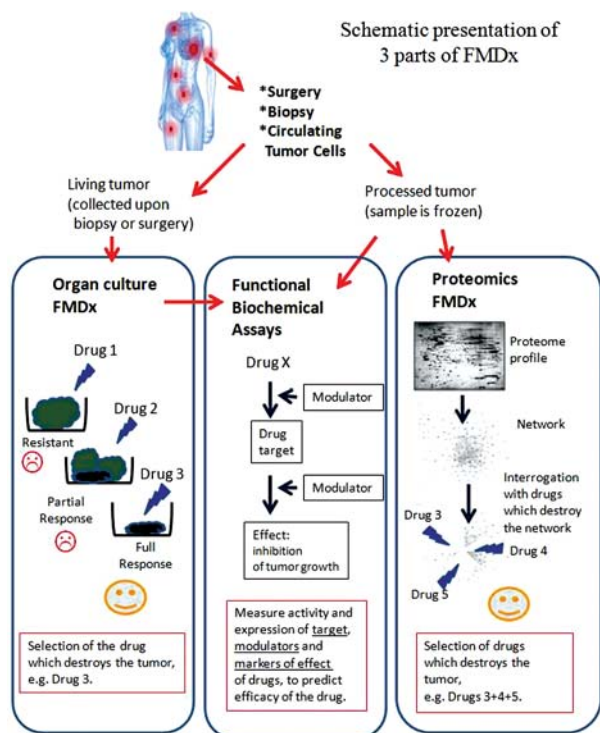 Schematic presentation of
3 parts of FMDx
*Surgery
*Biopsy
*Circulating
Tumor Cells
Living tumor
(collected upon
biopsy or surgery)
Processed tumor
(sample is frozen)
Organ culture
FMDx
Drug 1
Drug 2
Resistant
Drug 3
Partial
Response
Full
Response
Selection of the drug
which destroys the tumor,
e.g. Drug 3.
Functional
Biochemical
Assays
Drug X
Modulator
Drug
target
Modulator
Effect:
inhibition
of tumor growth
Measure activity and
expression of target,
modulators and
markers of effect
of drugs, to predict
efficacy of the drug.
Proteomics
FMDx
Proteome
profile
Network
Interrogation
with drugs
which destroy
the network
Drug 3
Drug 4
Drug 5
Selection of drugs
which destroys the
tumor,
e.g. Drugs 3+4+5.